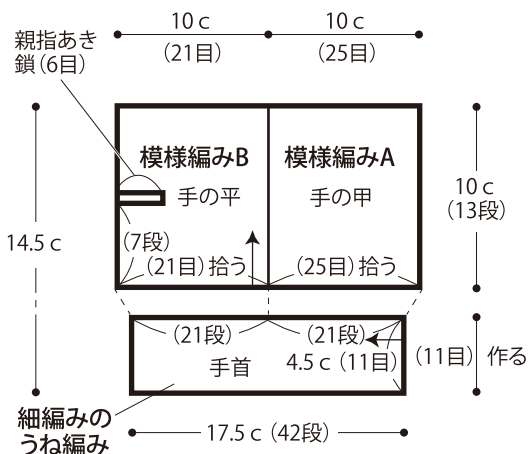 10 c
10 c
(21目)
(25目)
親指あき
鎖(6目)
模様編みB
模様編みA
手の平
手の甲
10 c
(13段)
14.5 c
(7段)
(21目)拾う
(25目)拾う
(21段)
(21段)
手首
4.5 c (11目)
(11目) 作る
細編みの
うね編み
17.5 c (42段)